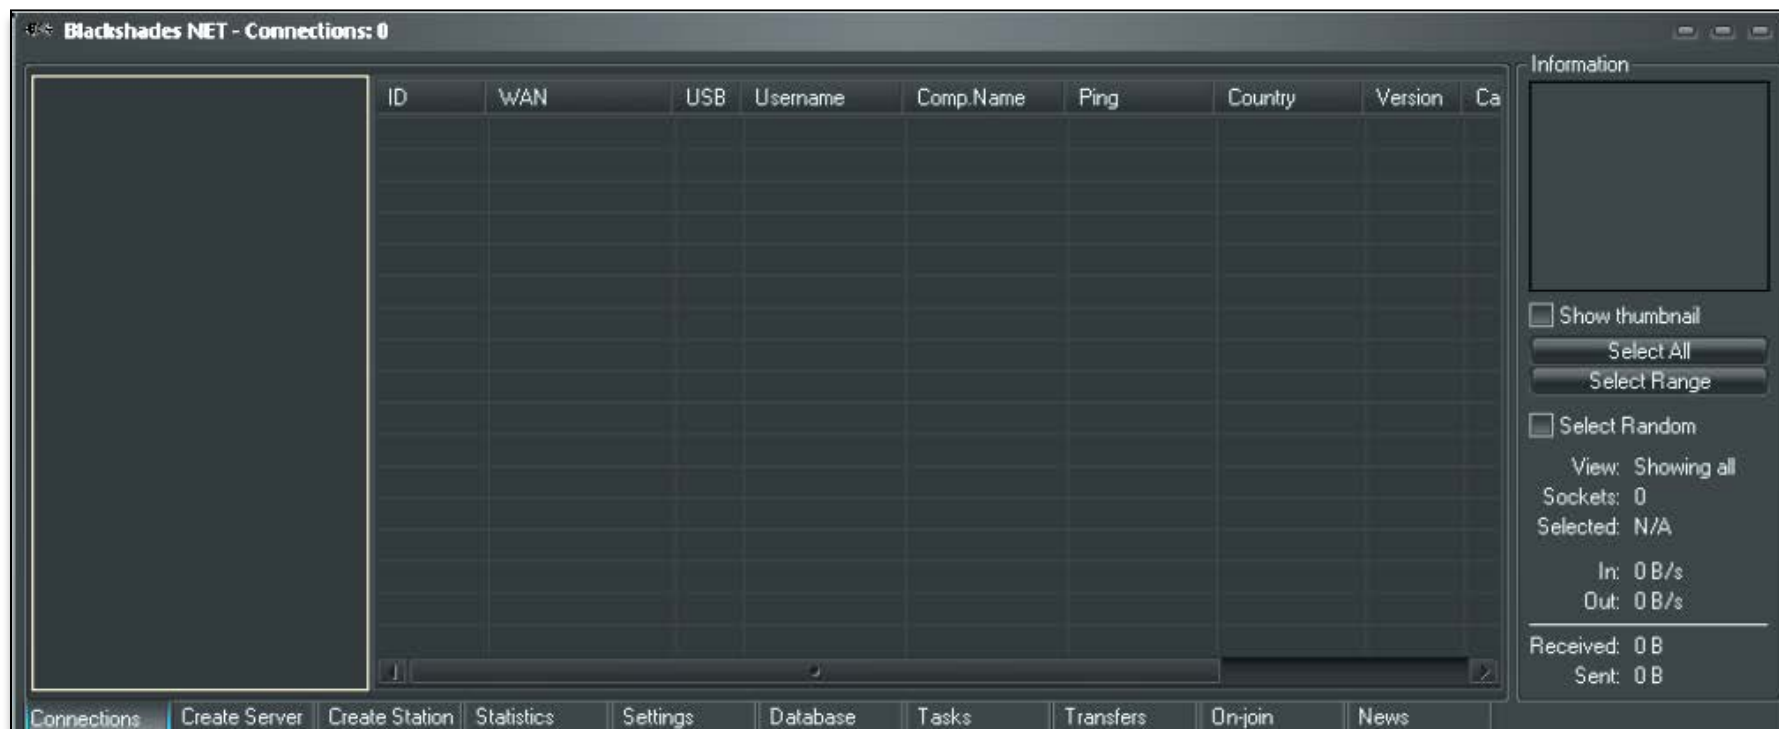 Blackshades NET - Connections: 0
Information
ID WAN USB Username Comp.Name Ping Country Version Ca
Show thumbnail
Select All
Select Range
Select Random
View: Showing all
Sockets: 0
Selected: N/A
In: 0 B/s
Out: 0 B/s
Received: 0 B
Sent: 0 B
Connections Create Server Create Station Statistics Settings Database Tasks Transfers On-join News